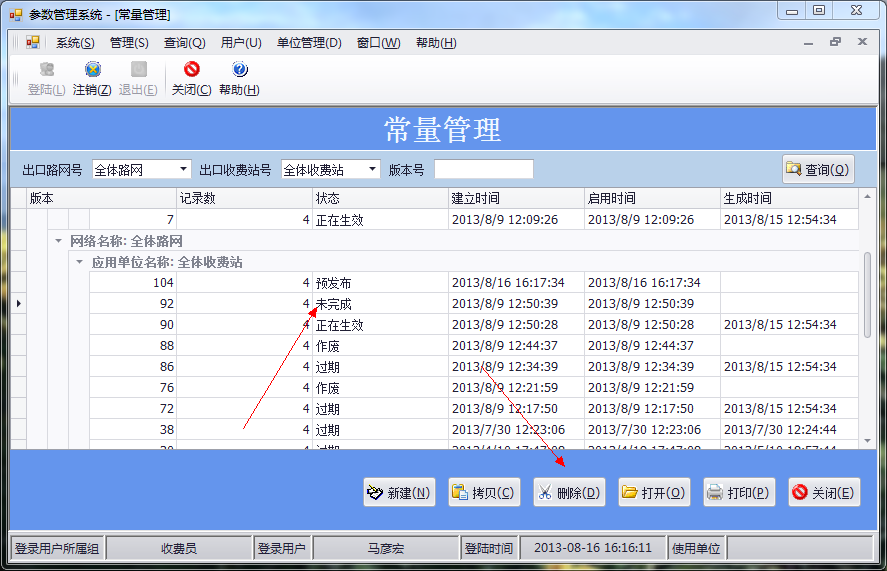 参数管理系统 - [常量管理]
系统(S) 管理(S) 查询(Q) 用户(U) 单位管理(D) 窗口(W) 帮助(H)
登陆(L) 注销(Z) 退出(E) 关闭(C) 帮助(H)
常量管理
出口路网号 全体路网 出口收费站号 全体收费站 版本号 查询(Q)
版本 记录数 状态 建立时间 启用时间 生成时间
7 4 正在生效 2013/8/9 12:09:26 2013/8/9 12:09:26 2013/8/15 12:54:34
网络名称: 全体路网
应用单位名称: 全体收费站
104 4 预发布 2013/8/16 16:17:34 2013/8/16 16:17:34
92 4 未完成 2013/8/9 12:50:39 2013/8/9 12:50:39
90 4 正在生效 2013/8/9 12:50:28 2013/8/9 12:50:28 2013/8/15 12:54:34
88 4 作废 2013/8/9 12:44:37 2013/8/9 12:44:37
86 4 过期 2013/8/9 12:34:39 2013/8/9 12:34:39 2013/8/15 12:54:34
76 4 作废 2013/8/9 12:21:59 2013/8/9 12:21:59
72 4 过期 2013/8/9 12:17:50 2013/8/9 12:17:50 2013/8/15 12:54:34
38 4 过期 2013/7/30 12:23:06 2013/7/30 12:23:06 2013/7/30 12:24:44
新建(N) 拷贝(C) 删除(D) 打开(O) 打印(P) 关闭(E)
登录用户所属组 收费员 登录用户 马彦宏 登陆时间 2013-08-16 16:16:11 使用单位